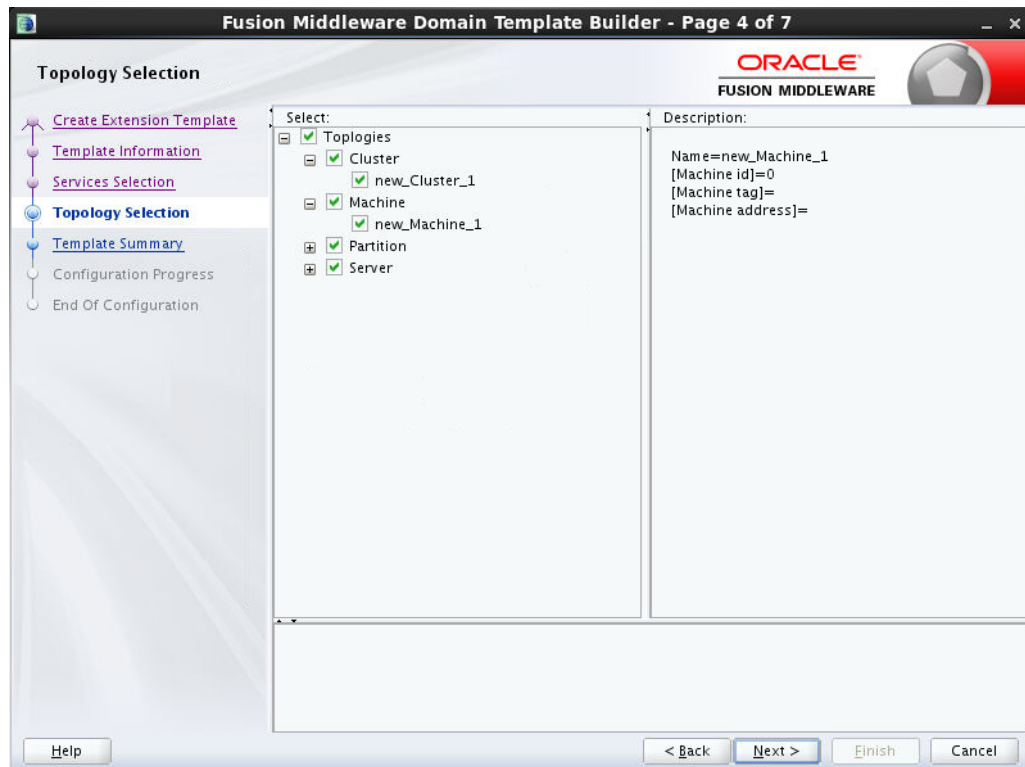 Fusion Middleware Domain Template Builder - Page 4 of 7
Topology Selection
ORACLE
FUSION MIDDLEWARE
Create Extension Template
Template Information
Services Selection
Topology Selection
Template Summary
Configuration Progress
End Of Configuration
Select:
Toplogies
Cluster
new_Cluster_1
Machine
new_Machine_1
Partition
Server
Description:
Name=new_Machine_1
[Machine id]=0
[Machine tag]=
[Machine address]=
Help
< Back
Next >
Finish
Cancel